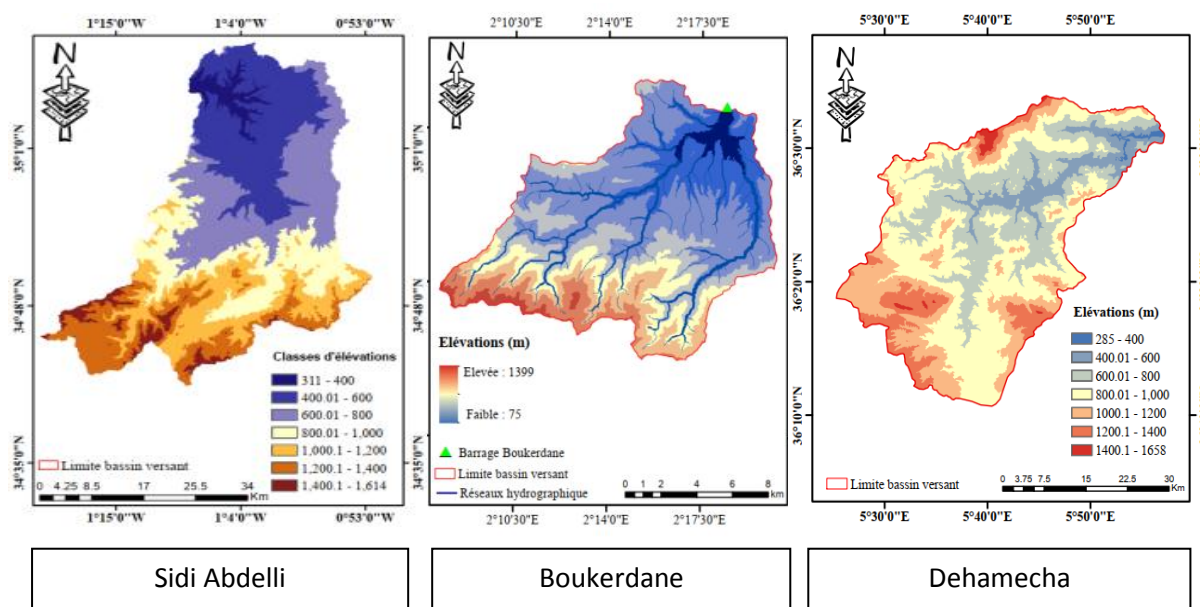 1°15'0"W 1°4'0"W 0°53'0"W
N
35°1'0"N
34°48'0"N
34°35'0"N
Classes d'élévations
311 - 400
400.01 - 600
600.01 - 800
800.01 - 1,000
1,000.1 - 1,200
1,200.1 - 1,400
1,400.1 - 1,614
Limite bassin versant
0 4.25 8.5 17 25.5 34
Km
1°15'0"W 1°4'0"W 0°53'0"W
Sidi Abdelli
2°10'30"E 2°14'0"E 2°17'30"E
N
Elévations (m)
Elevée : 1399
Faible : 75
Barrage Boukerdane
Limite bassin versant
Réseaux hydrographique
0 1 2 4 6 8
km
2°10'30"E 2°14'0"E 2°17'30"E
Boukerdane
5°30'0"E 5°40'0"E 5°50'0"E
N
36°30'0"N
36°20'0"N
36°10'0"N
Elévations (m)
285 - 400
400.01 - 600
600.01 - 800
800.01 - 1,000
1000.1 - 1200
1200.1 - 1400
1400.1 - 1658
Limite bassin versant
0 3.75 7.5 15 22.5 30
Km
5°30'0"E 5°40'0"E 5°50'0"E
Dehamecha